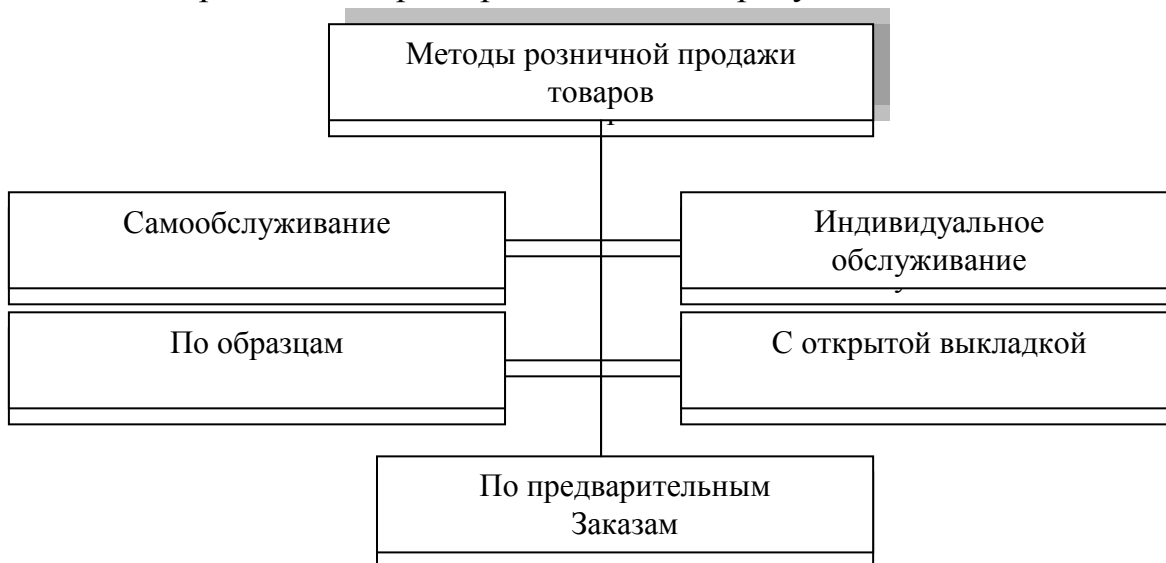 Методы розничной продажи
товаров
Самообслуживание
Индивидуальное
обслуживание
По образцам
С открытой выкладкой
По предварительным
Заказам